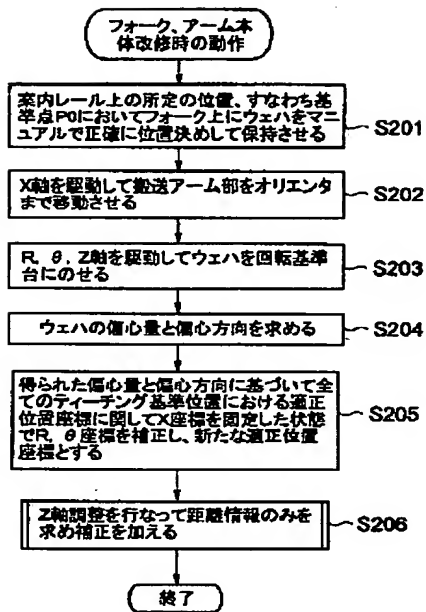 フォーク、アーム本
体改修時の動作
案内レール上の所定の位置、すなわち基
準点P0においてフォーク上にウェハをマニ
ュアルで正確に位置決めして保持させる
S201
X軸を駆動して搬送アーム部をオリエンタ
まで移動させる
S202
R, θ, Z軸を駆動してウェハを回転基準
台にのせる
S203
ウェハの偏心量と偏心方向を求める
S204
得られた偏心量と偏心方向に基づいて全
てのティーチング基準位置における適正
位置座標に関してX座標を固定した状態
でR, θ座標を補正し、新たな適正位置
座標とする
S205
Z軸調整を行なって距離情報のみを
求め補正を加える
S206
終了